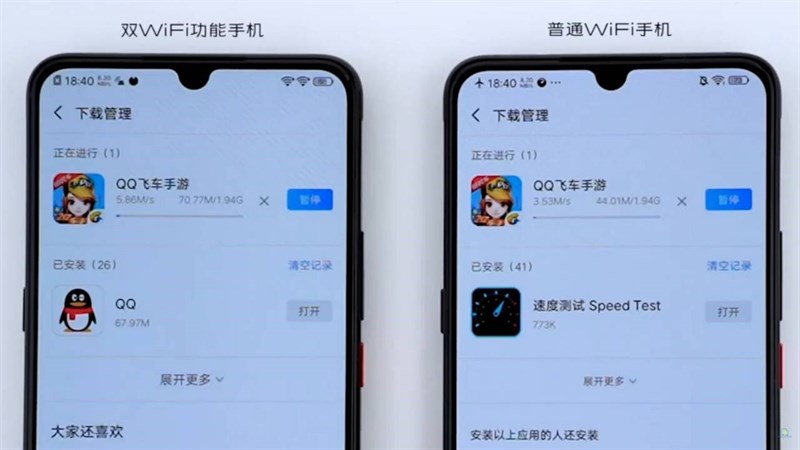 双WiFi功能手机
普通WiFi手机
18:40
下载管理
正在进行（1）
QQ飞车手游
5.86M/s 70.77M/1.94G × 暂停
已安装（26） 清空记录
QQ
67.97M
打开
展开更多
大家还喜欢
18:40
下载管理
正在进行（1）
QQ飞车手游
3.53M/s 44.01M/1.94G × 暂停
已安装（41） 清空记录
速度测试 Speed Test
773K
打开
展开更多
安装以上应用的人还安装